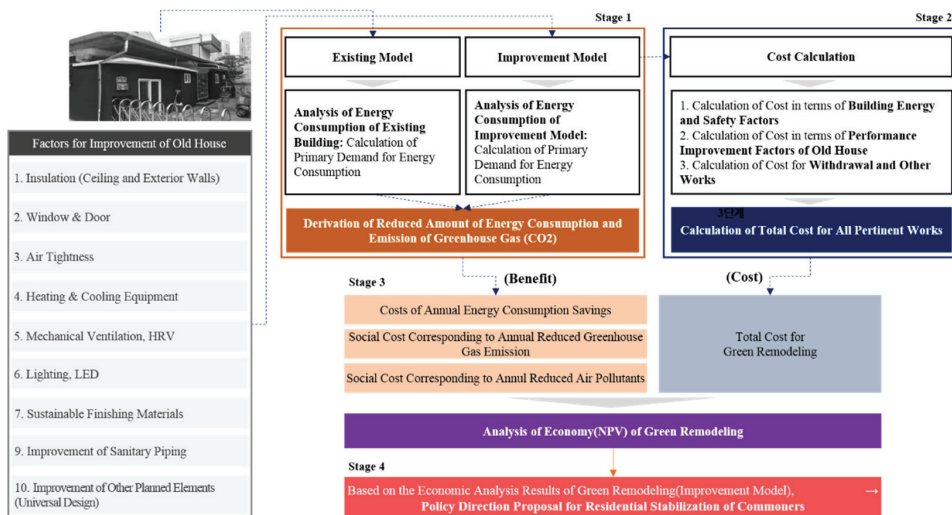 Factors for Improvement of Old House
1. Insulation (Ceiling and Exterior Walls)
2. Window & Door
3. Air Tightness
4. Heating & Cooling Equipment
5. Mechanical Ventilation, HRV
6. Lighting, LED
7. Sustainable Finishing Materials
9. Improvement of Sanitary Piping
10. Improvement of Other Planned Elements
(Universal Design)
Stage 1
Existing Model
Improvement Model
Analysis of Energy
Consumption of Existing
Building: Calculation of
Primary Demand for Energy
Consumption
Analysis of Energy
Consumption of
Improvement Model:
Calculation of Primary
Demand for Energy
Consumption
Derivation of Reduced Amount of Energy Consumption and
Emission of Greenhouse Gas (CO2)
Stage 2
Cost Calculation
1. Calculation of Cost in terms of Building Energy
and Safety Factors
2. Calculation of Cost in terms of Performance
Improvement Factors of Old House
3. Calculation of Cost for Withdrawal and Other
Works
3단계
Calculation of Total Cost for All Pertinent Works
Stage 3
(Benefit)
(Cost)
Costs of Annual Energy Consumption Savings
Social Cost Corresponding to Annual Reduced Greenhouse
Gas Emission
Social Cost Corresponding to Annul Reduced Air Pollutants
Total Cost for
Green Remodeling
Analysis of Economy(NPV) of Green Remodeling
Stage 4
Based on the Economic Analysis Results of Green Remodeling(Improvement Model), →
Policy Direction Proposal for Residential Stabilization of Commoners